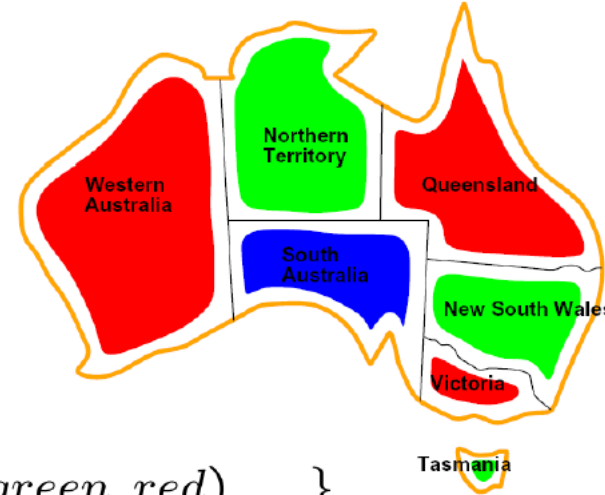 Northern
Territory
Western
Australia
Queensland
South
Australia
New South Wales
Victoria
Tasmania
green, red), ... }